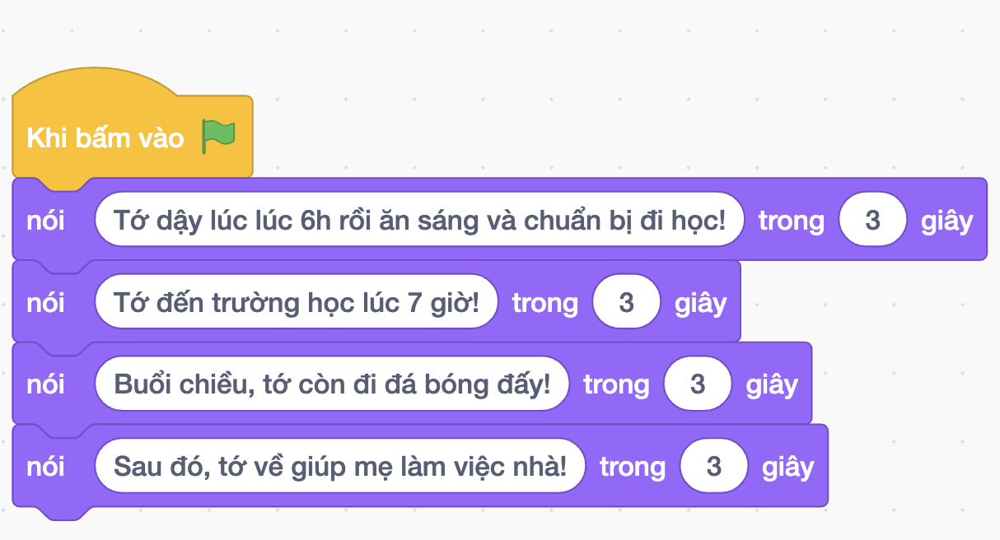 Khi bấm vào
nói Tớ dậy lúc lúc 6h rồi ăn sáng và chuẩn bị đi học! trong 3 giây
nói Tớ đến trường học lúc 7 giờ! trong 3 giây
nói Buổi chiều, tớ còn đi đá bóng đấy! trong 3 giây
nói Sau đó, tớ về giúp mẹ làm việc nhà! trong 3 giây